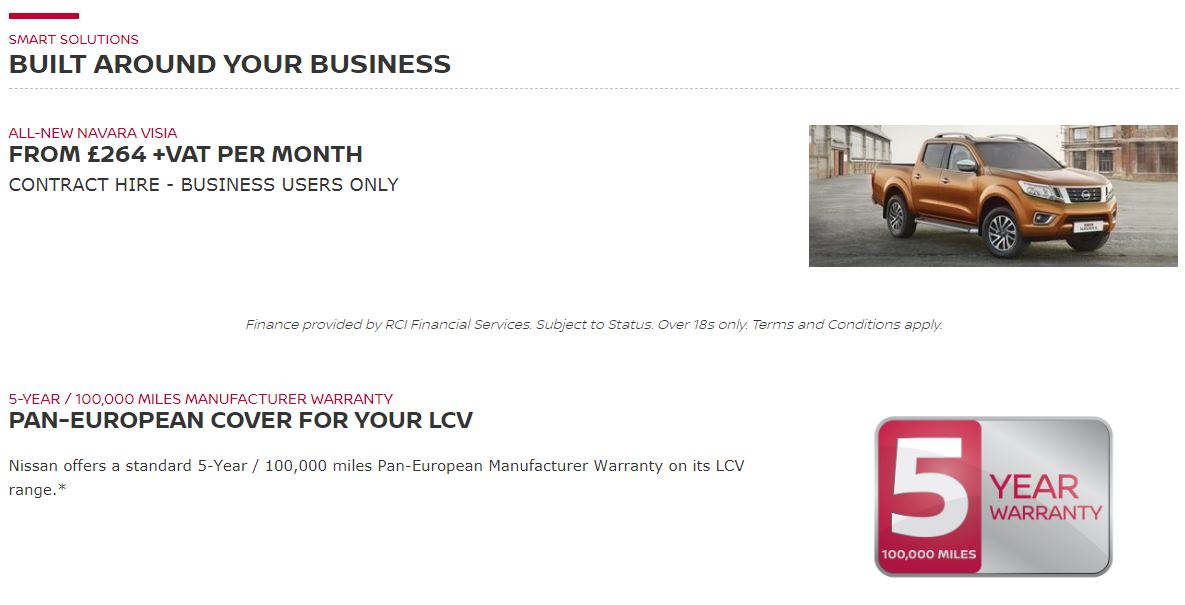 SMART SOLUTIONS
BUILT AROUND YOUR BUSINESS
ALL-NEW NAVARA VISIA
FROM £264 +VAT PER MONTH
CONTRACT HIRE - BUSINESS USERS ONLY
Finance provided by RCI Financial Services. Subject to Status. Over 18s only. Terms and Conditions apply.
5-YEAR / 100,000 MILES MANUFACTURER WARRANTY
PAN-EUROPEAN COVER FOR YOUR LCV
Nissan offers a standard 5-Year / 100,000 miles Pan-European Manufacturer Warranty on its LCV
range.*
5
YEAR
WARRANTY
100,000 MILES